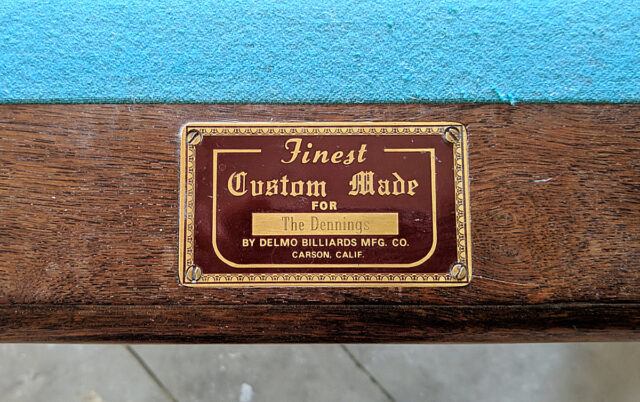 Finest
Custom Made
FOR
The Dennings
BY DELMO BILLIARDS MFG. CO.
CARSON, CALIF.